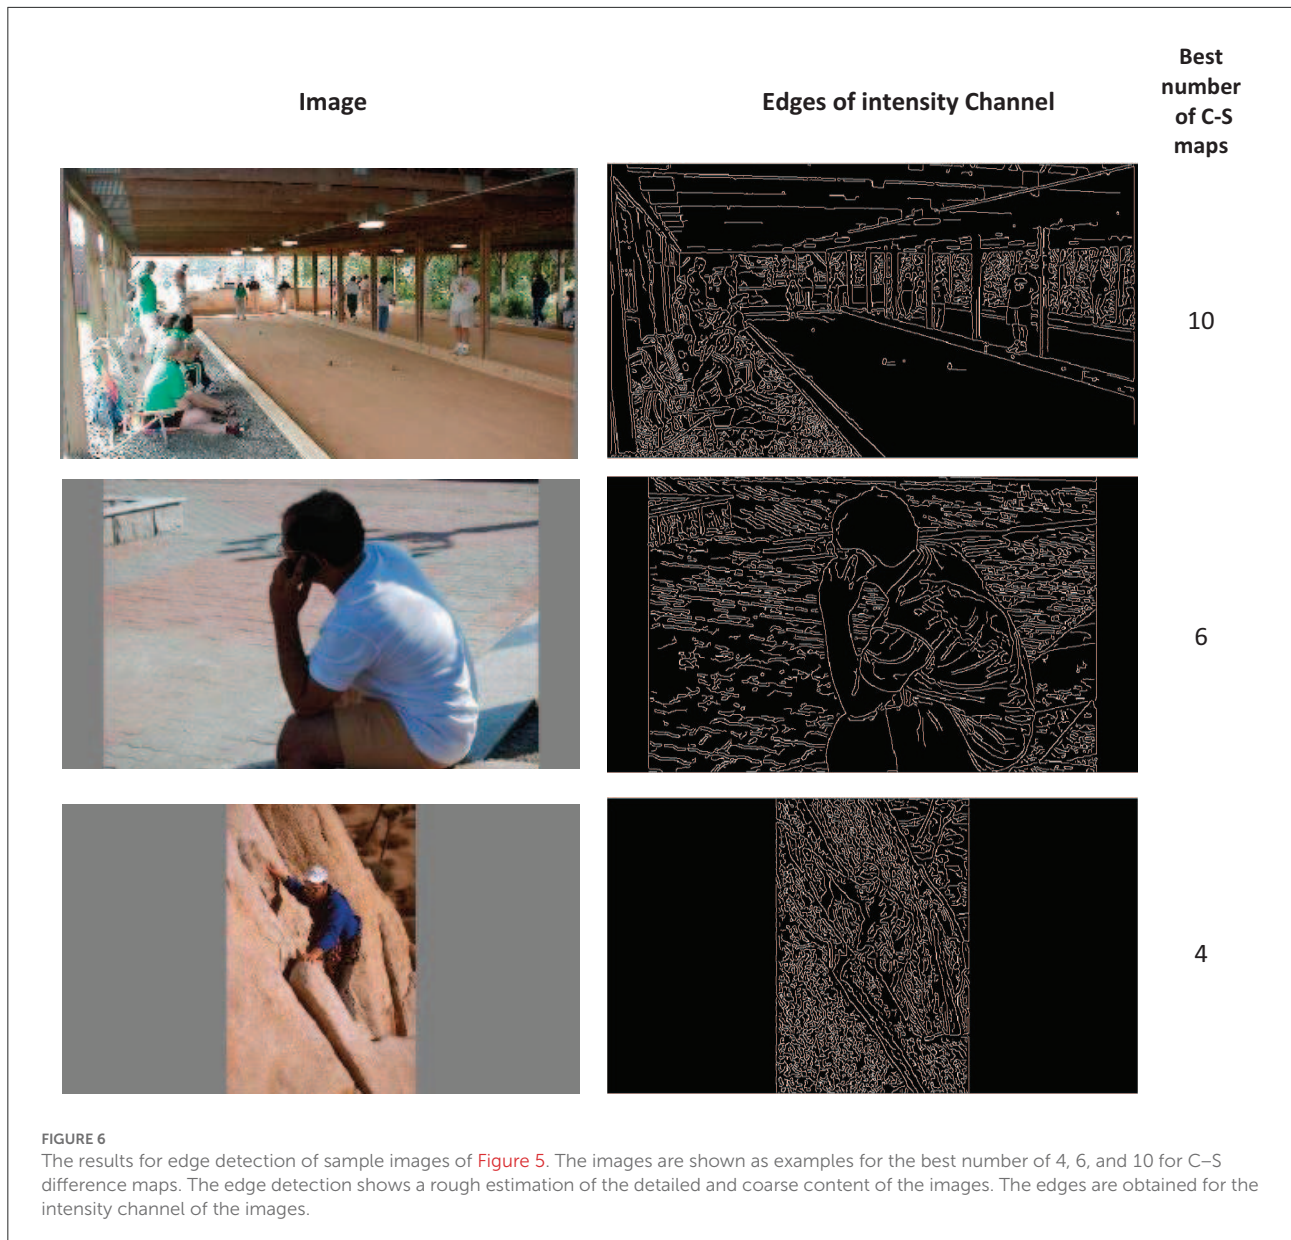 Image
Edges of intensity Channel
Best
number
of C-S
maps
10
6
4
FIGURE 6
The results for edge detection of sample images of Figure 5. The images are shown as examples for the best number of 4, 6, and 10 for C–S
difference maps. The edge detection shows a rough estimation of the detailed and coarse content of the images. The edges are obtained for the
intensity channel of the images.